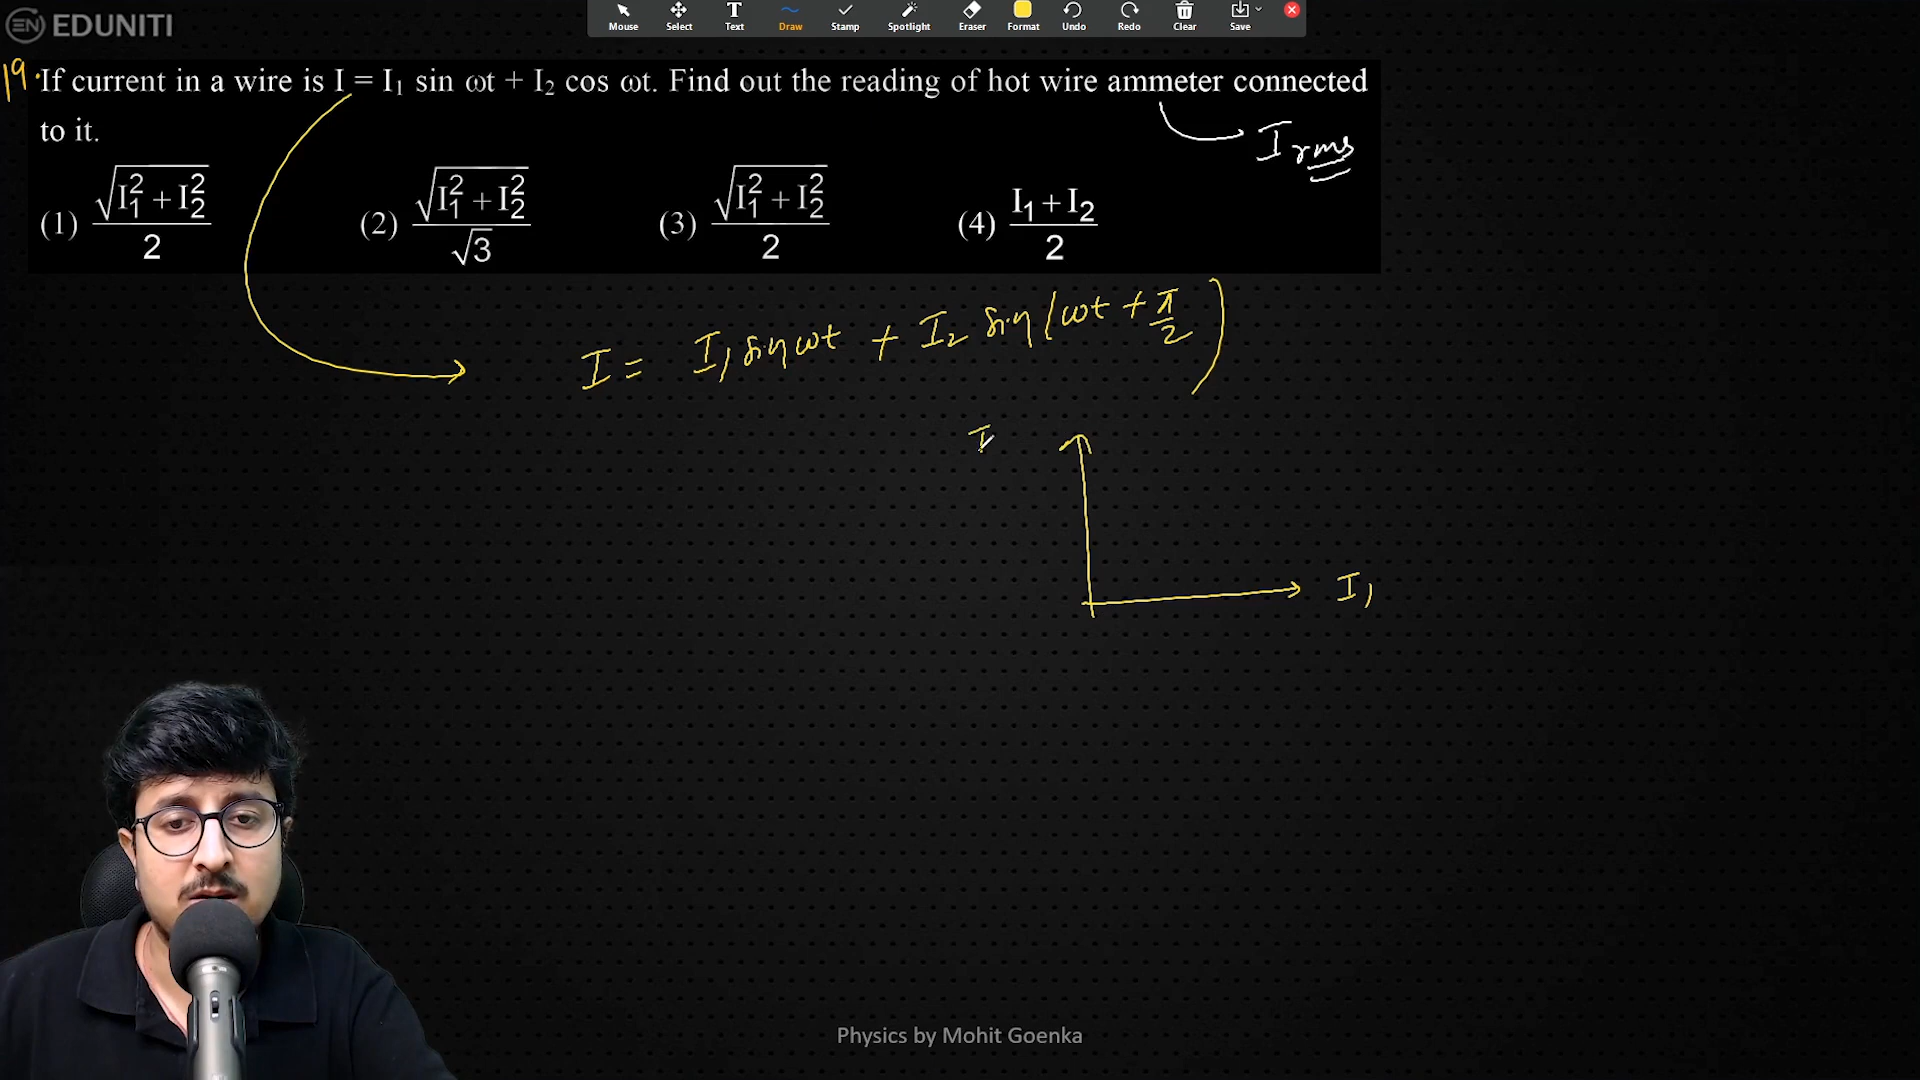 EN EDUNITI
Mouse Select Text Draw Stamp Spotlight Eraser Format Undo Redo Clear Save
19. If current in a wire is I = I₁ sin ωt + I₂ cos ωt. Find out the reading of hot wire ammeter connected
to it.
I rms
(1) √(I₁² + I₂²) / 2 (2) √(I₁² + I₂²) / √3 (3) √(I₁² + I₂²) / 2 (4) I₁ + I₂ / 2
I = I₁ sin ωt + I₂ sin (ωt + π/2)
I
I₁
Physics by Mohit Goenka